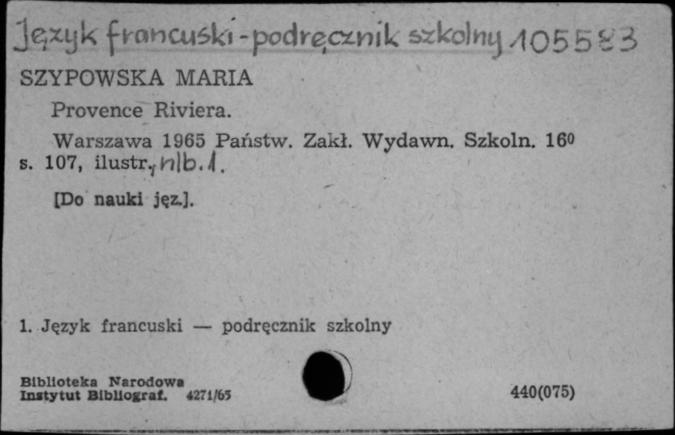 Język francuski - podręcznik szkolny 105583
SZYPOWSKA MARIA
Provence Riviera.
Warszawa 1965 Państw. Zakł. Wydawn. Szkoln. 16⁰
s. 107, ilustr., nlb. 1.
[Do nauki jęz.].
1. Język francuski — podręcznik szkolny
Biblioteka Narodowa
Instytut Bibliograf. 4271/65
440(075)